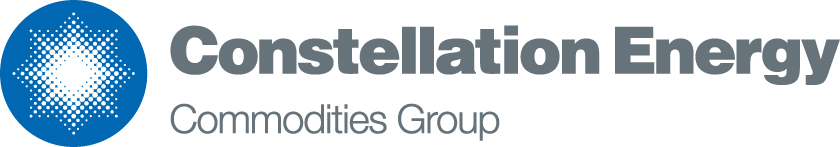 Constellation Energy
Commodities Group